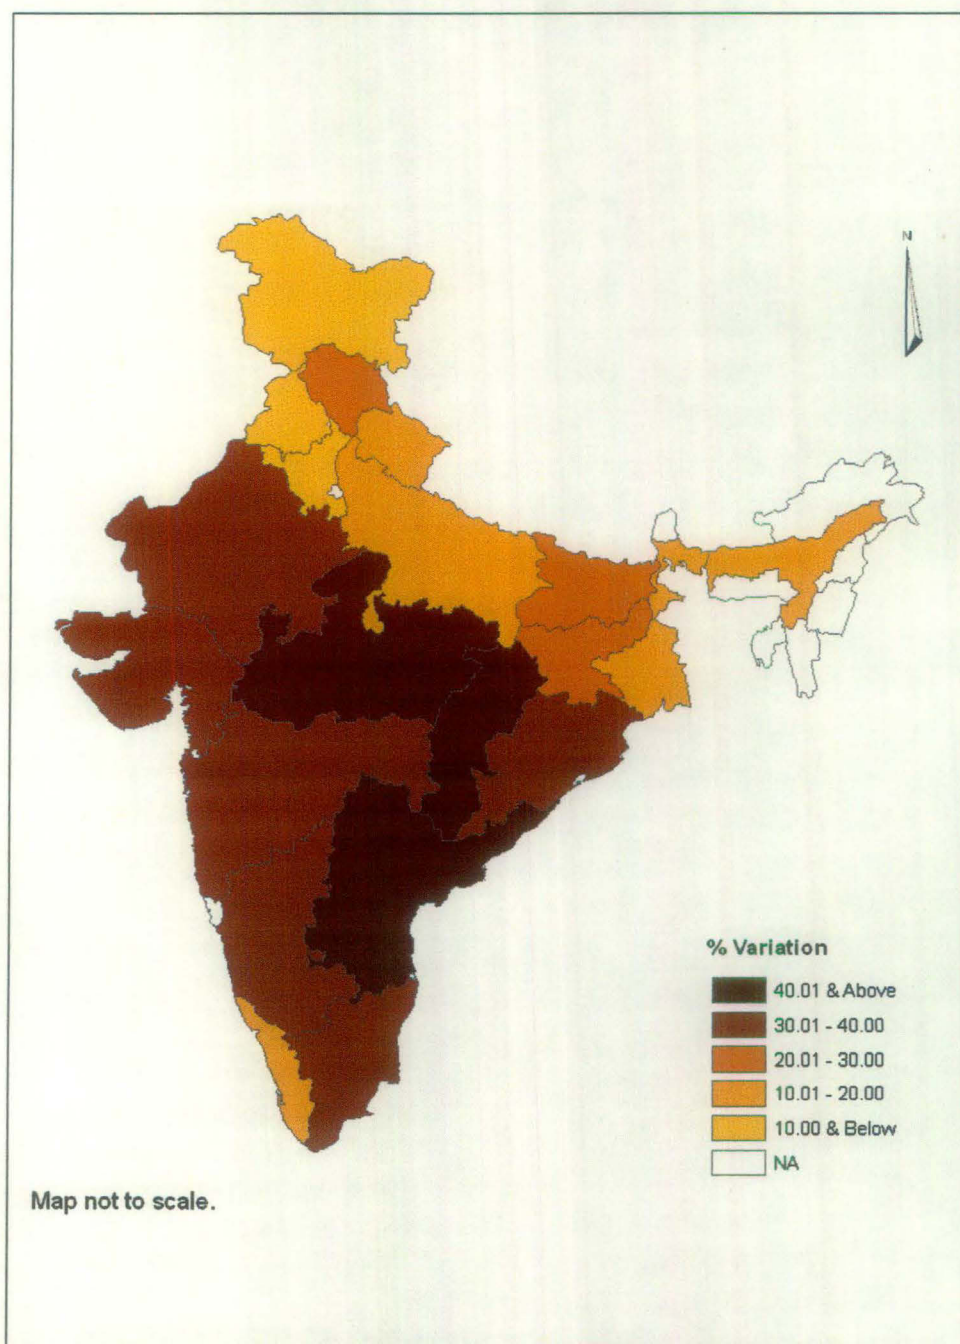 N
% Variation
40.01 & Above
30.01 - 40.00
20.01 - 30.00
10.01 - 20.00
10.00 & Below
NA
Map not to scale.